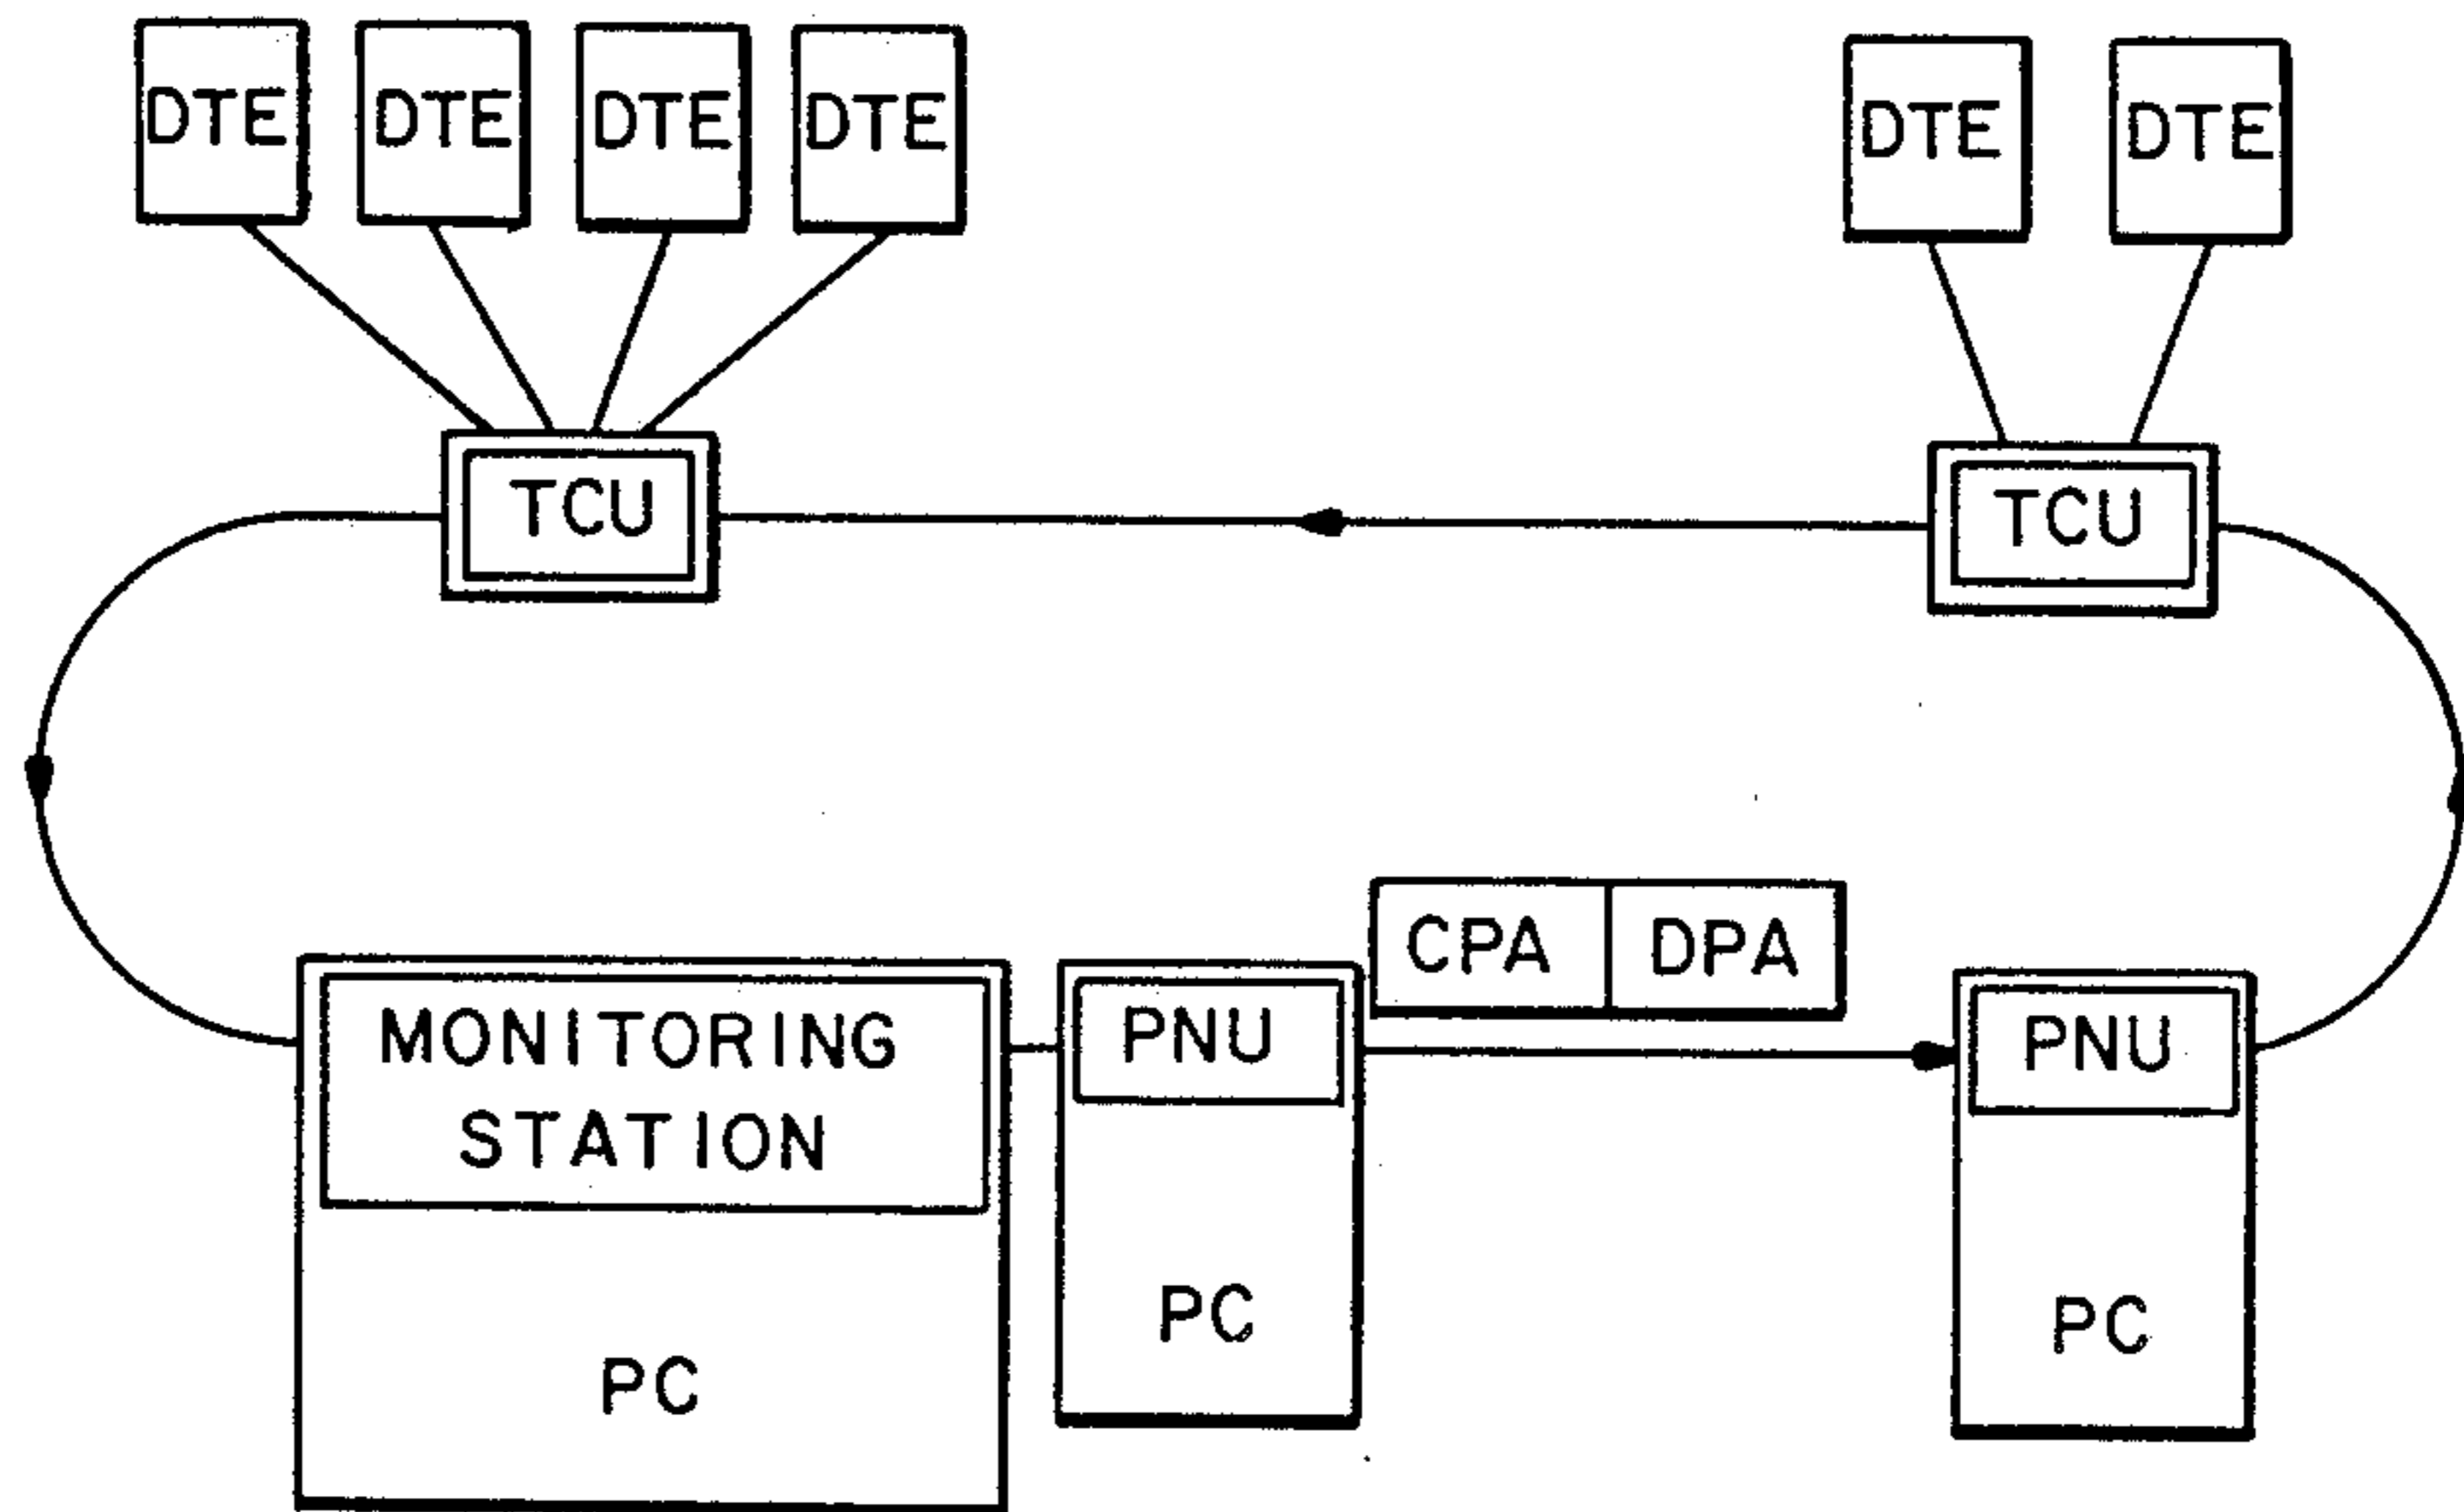 DTE DTE DTE DTE DTE DTE
TCU TCU
CPA DPA
MONITORING PNU PNU
STATION
PC PC PC